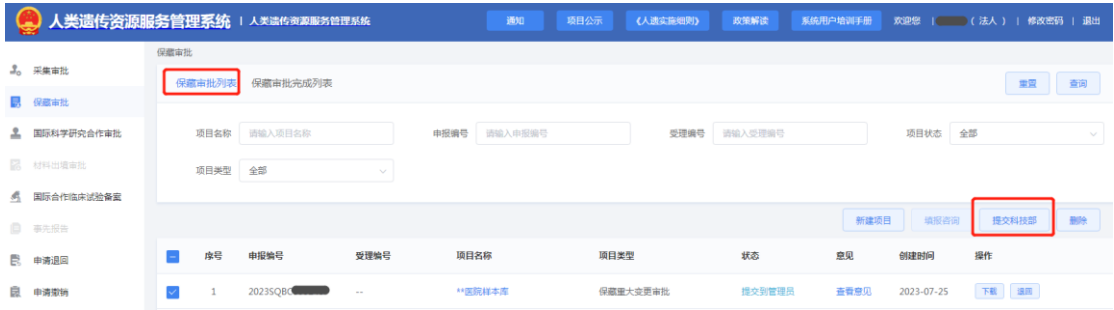 人类遗传资源服务管理系统 | 人类遗传资源服务管理系统 通知 项目公示 《人遗实施细则》 政策解读 系统用户培训手册 欢迎您 | （法人） | 修改密码 | 退出
保藏审批
采集审批
保藏审批列表 保藏审批完成列表 重置 查询
保藏审批
国际科学研究合作审批 项目名称 请输入项目名称 申报编号 请输入申报编号 受理编号 请输入受理编号 项目状态 全部
材料出境审批 项目类型 全部
国际合作临床试验备案
事先报告 新建项目 填报咨询 提交科技部 删除
申请退回 序号 申报编号 受理编号 项目名称 项目类型 状态 意见 创建时间 操作
申请撤销 1 2023SQBC -- **医院样本库 保藏重大变更审批 提交到管理员 查看意见 2023-07-25 下载 退回